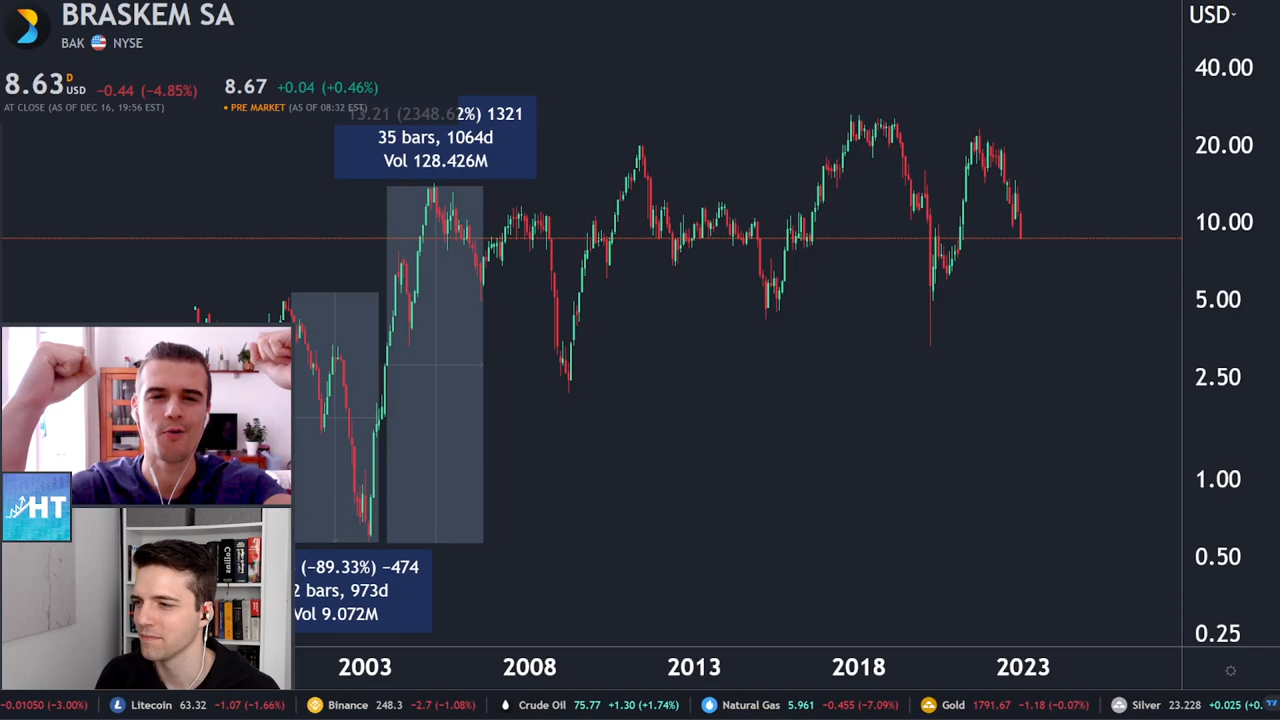 BRASKEM SA
USD
BAK NYSE
8.63 D USD −0.44 (−4.85%) 8.67 +0.04 (+0.46%)
AT CLOSE (AS OF DEC 16, 19:56 EST) • PRE MARKET (AS OF 08:32 EST)
13.21 (2348.62%) 1321
35 bars, 1064d
Vol 128.426M
40.00
20.00
10.00
5.00
2.50
1.00
0.50
0.25
HT
Collins
(−89.33%) −474
2 bars, 973d
Vol 9.072M
2003 2008 2013 2018 2023
−0.01050 (−3.00%) Litecoin 63.32 −1.07 (−1.66%) Binance 248.3 −2.7 (−1.08%) Crude Oil 75.77 +1.30 (+1.74%) Natural Gas 5.961 −0.455 (−7.09%) Gold 1791.67 −1.18 (−0.07%) Silver 23.228 +0.025 (+0.